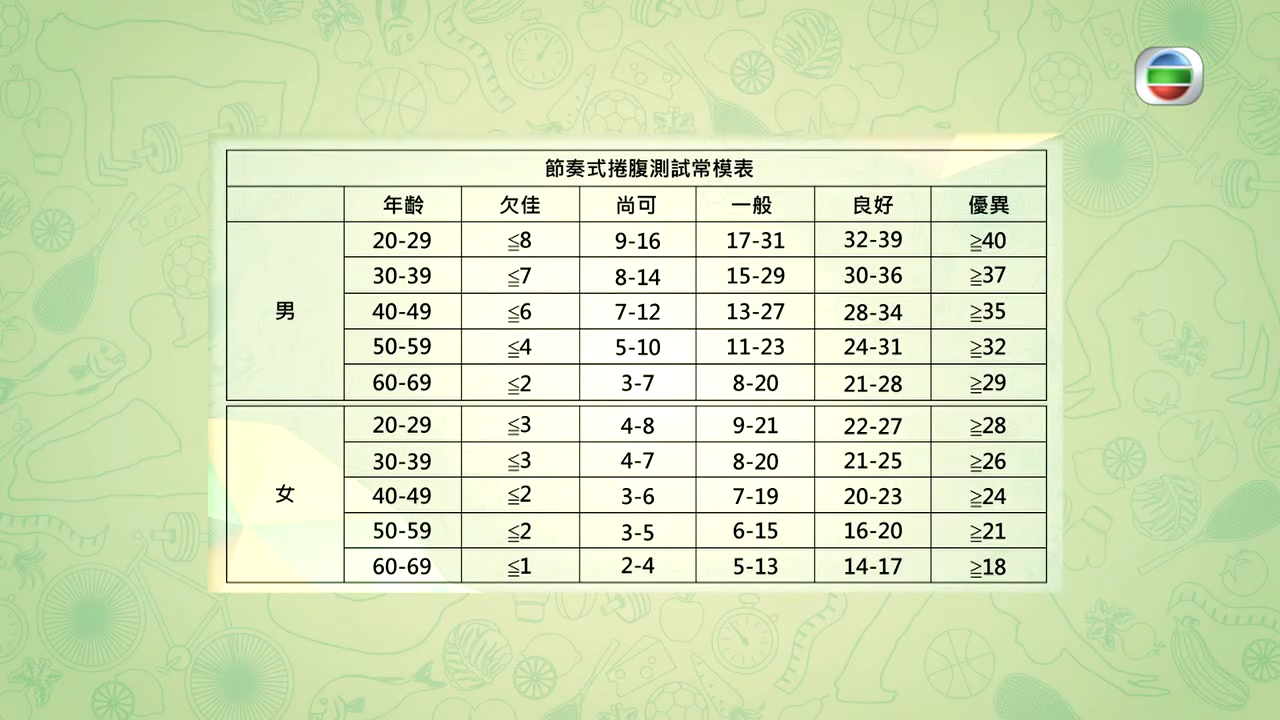 節奏式捲腹測試常模表
年齡 欠佳 尚可 一般 良好 優異
男
20-29 ≦8 9-16 17-31 32-39 ≧40
30-39 ≦7 8-14 15-29 30-36 ≧37
40-49 ≦6 7-12 13-27 28-34 ≧35
50-59 ≦4 5-10 11-23 24-31 ≧32
60-69 ≦2 3-7 8-20 21-28 ≧29
女
20-29 ≦3 4-8 9-21 22-27 ≧28
30-39 ≦3 4-7 8-20 21-25 ≧26
40-49 ≦2 3-6 7-19 20-23 ≧24
50-59 ≦2 3-5 6-15 16-20 ≧21
60-69 ≦1 2-4 5-13 14-17 ≧18